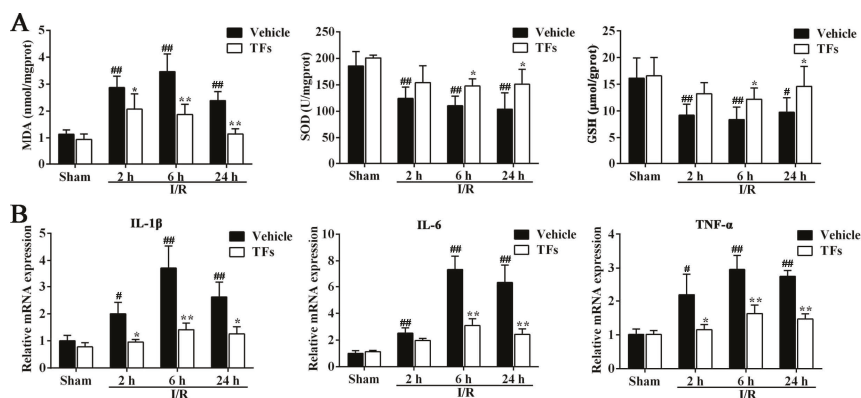 A
MDA (nmol/mgprot)
5
4
3
2
1
0
##
*
##
**
##
**
Vehicle
TFs
Sham
2 h
6 h
24 h
I/R
SOD (U/mgprot)
250
200
150
100
50
0
##
##
*
##
*
Vehicle
TFs
Sham
2 h
6 h
24 h
I/R
GSH (μmol/gprot)
25
20
15
10
5
0
##
##
*
#
*
Vehicle
TFs
Sham
2 h
6 h
24 h
I/R
B
IL-1β
Relative mRNA expression
5
4
3
2
1
0
#
*
##
**
##
*
Vehicle
TFs
Sham
2 h
6 h
24 h
I/R
IL-6
Relative mRNA expression
10
8
6
4
2
0
##
##
**
##
**
Vehicle
TFs
Sham
2 h
6 h
24 h
I/R
TNF-α
Relative mRNA expression
4
3
2
1
0
#
*
##
**
##
**
Vehicle
TFs
Sham
2 h
6 h
24 h
I/R